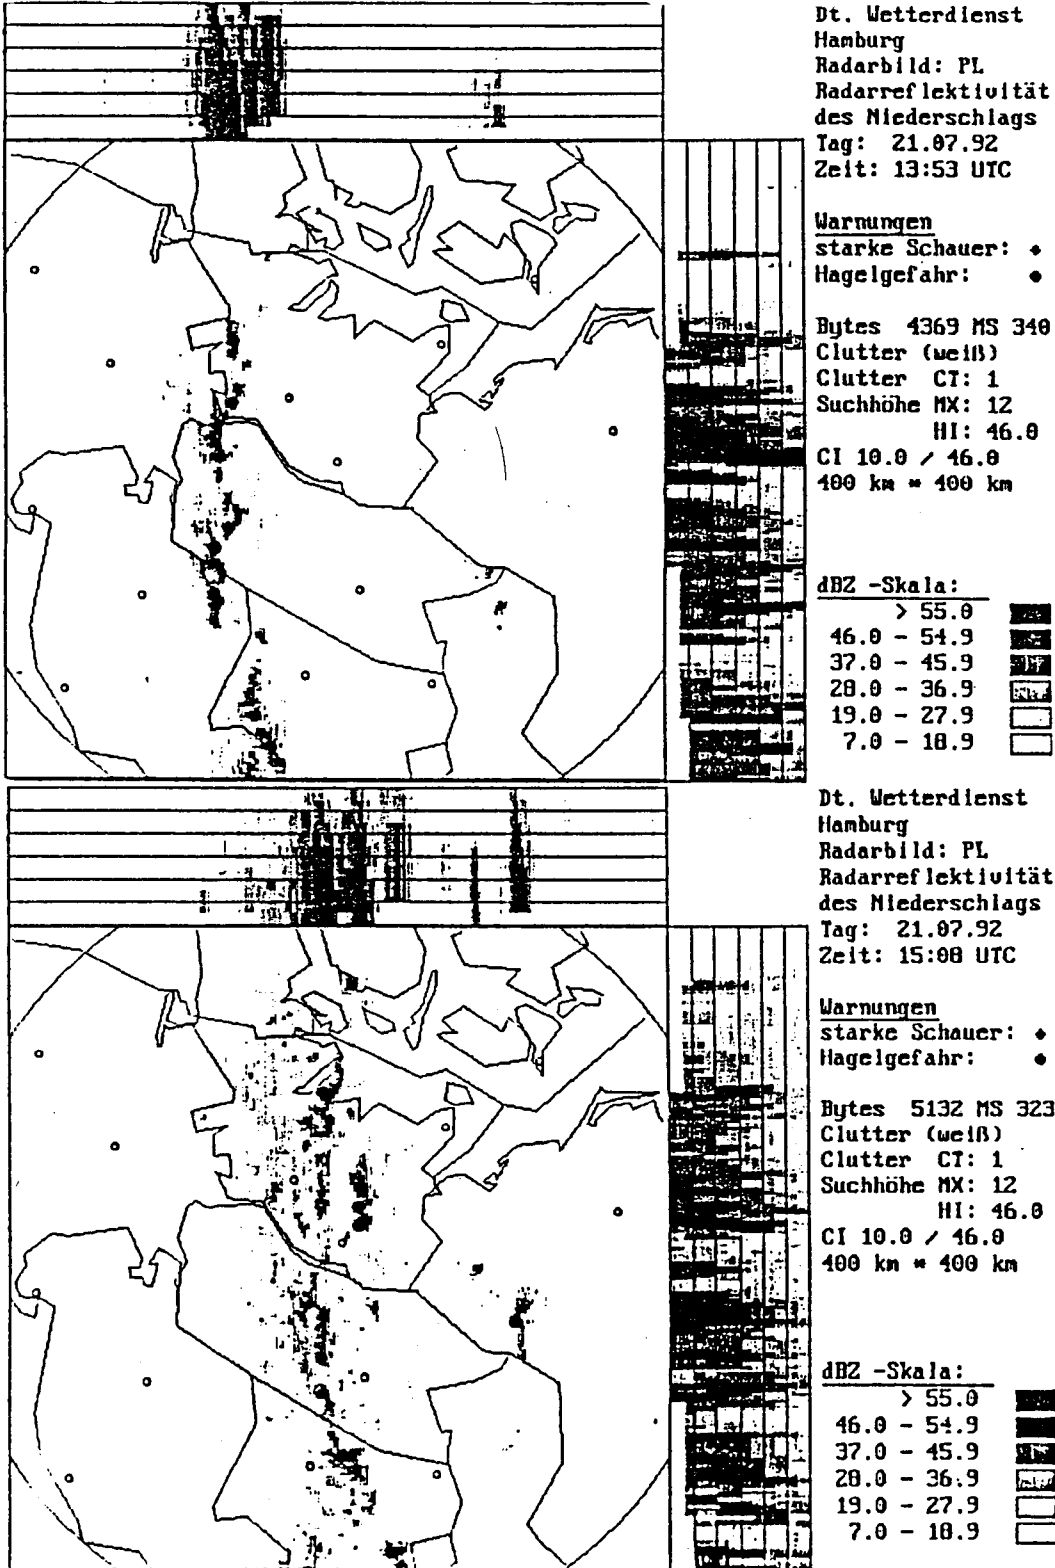 Dt. Wetterdienst
Hamburg
Radarbild: PL
Radarreflektivität
des Niederschlags
Tag: 21.07.92
Zeit: 13:53 UTC
Warnungen
starke Schauer:
Hagelgefahr:
Bytes 4369 MS 340
Clutter (weiß)
Clutter CT: 1
Suchhöhe MX: 12
HI: 46.0
CI 10.0 / 46.0
400 km * 400 km
dBZ -Skala:
> 55.0
46.0 - 54.9
37.0 - 45.9
28.0 - 36.9
19.0 - 27.9
7.0 - 18.9
Dt. Wetterdienst
Hamburg
Radarbild: PL
Radarreflektivität
des Niederschlags
Tag: 21.07.92
Zeit: 15:08 UTC
Warnungen
starke Schauer:
Hagelgefahr:
Bytes 5132 MS 323
Clutter (weiß)
Clutter CT: 1
Suchhöhe MX: 12
HI: 46.0
CI 10.0 / 46.0
400 km * 400 km
dBZ -Skala:
> 55.0
46.0 - 54.9
37.0 - 45.9
28.0 - 36.9
19.0 - 27.9
7.0 - 18.9